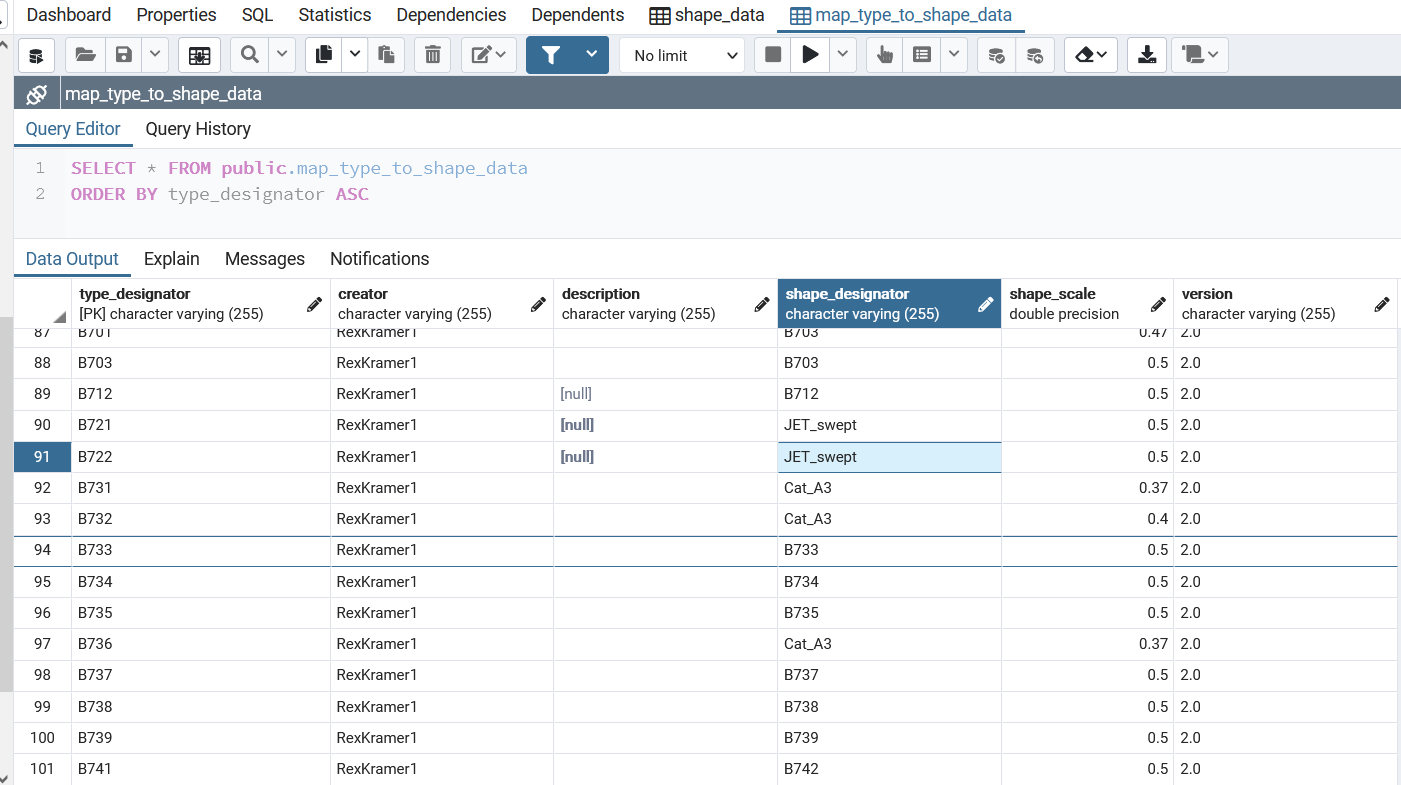 Dashboard Properties SQL Statistics Dependencies Dependents shape_data map_type_to_shape_data
No limit
map_type_to_shape_data
Query Editor Query History
1 SELECT * FROM public.map_type_to_shape_data
2 ORDER BY type_designator ASC
Data Output Explain Messages Notifications
type_designator creator description shape_designator shape_scale version
[PK] character varying (255) character varying (255) character varying (255) character varying (255) double precision character varying (255)
87 B701 RexKramer1 B703 0.47 2.0
88 B703 RexKramer1 B703 0.5 2.0
89 B712 RexKramer1 [null] B712 0.5 2.0
90 B721 RexKramer1 [null] JET_swept 0.5 2.0
91 B722 RexKramer1 [null] JET_swept 0.5 2.0
92 B731 RexKramer1 Cat_A3 0.37 2.0
93 B732 RexKramer1 Cat_A3 0.4 2.0
94 B733 RexKramer1 B733 0.5 2.0
95 B734 RexKramer1 B734 0.5 2.0
96 B735 RexKramer1 B735 0.5 2.0
97 B736 RexKramer1 Cat_A3 0.37 2.0
98 B737 RexKramer1 B737 0.5 2.0
99 B738 RexKramer1 B738 0.5 2.0
100 B739 RexKramer1 B739 0.5 2.0
101 B741 RexKramer1 B742 0.5 2.0